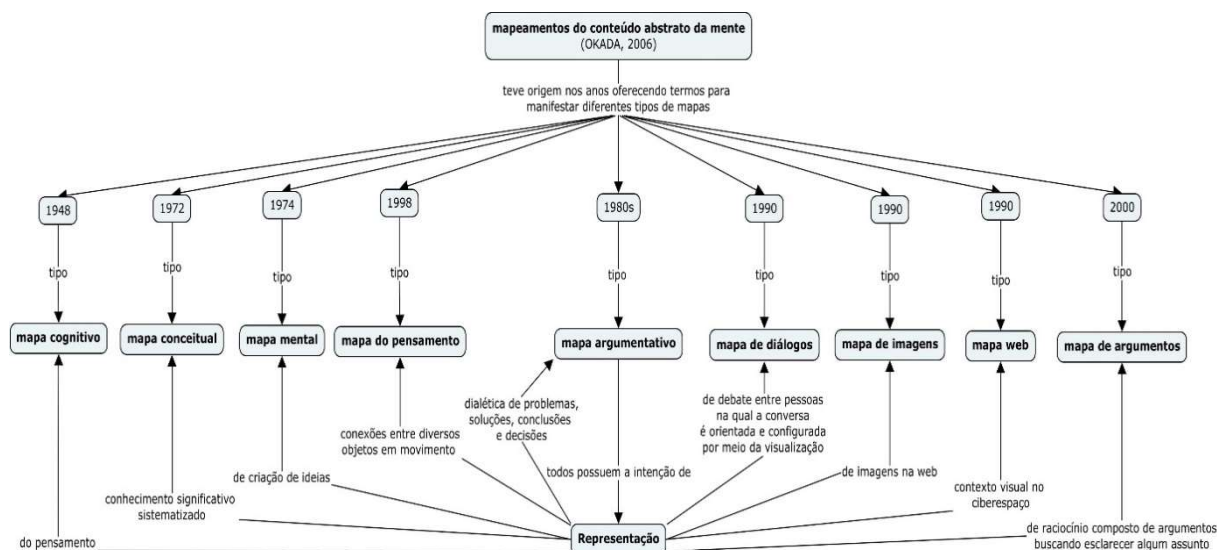 mapeamentos do conteúdo abstrato da mente
(OKADA, 2006)
teve origem nos anos oferecendo termos para
manifestar diferentes tipos de mapas
1948
1972
1974
1998
1980s
1990
1990
1990
2000
tipo
tipo
tipo
tipo
tipo
tipo
tipo
tipo
tipo
mapa cognitivo
mapa conceitual
mapa mental
mapa do pensamento
mapa argumentativo
mapa de diálogos
mapa de imagens
mapa web
mapa de argumentos
dialética de problemas,
soluções, conclusões
e decisões
de debate entre pessoas
na qual a conversa
é orientada e configurada
por meio da visualização
conexões entre diversos
objetos em movimento
todos possuem a intenção de
de criação de ideias
de imagens na web
conhecimento significativo
sistematizado
contexto visual no
ciberespaço
do pensamento
Representação
de raciocínio composto de argumentos
buscando esclarecer algum assunto